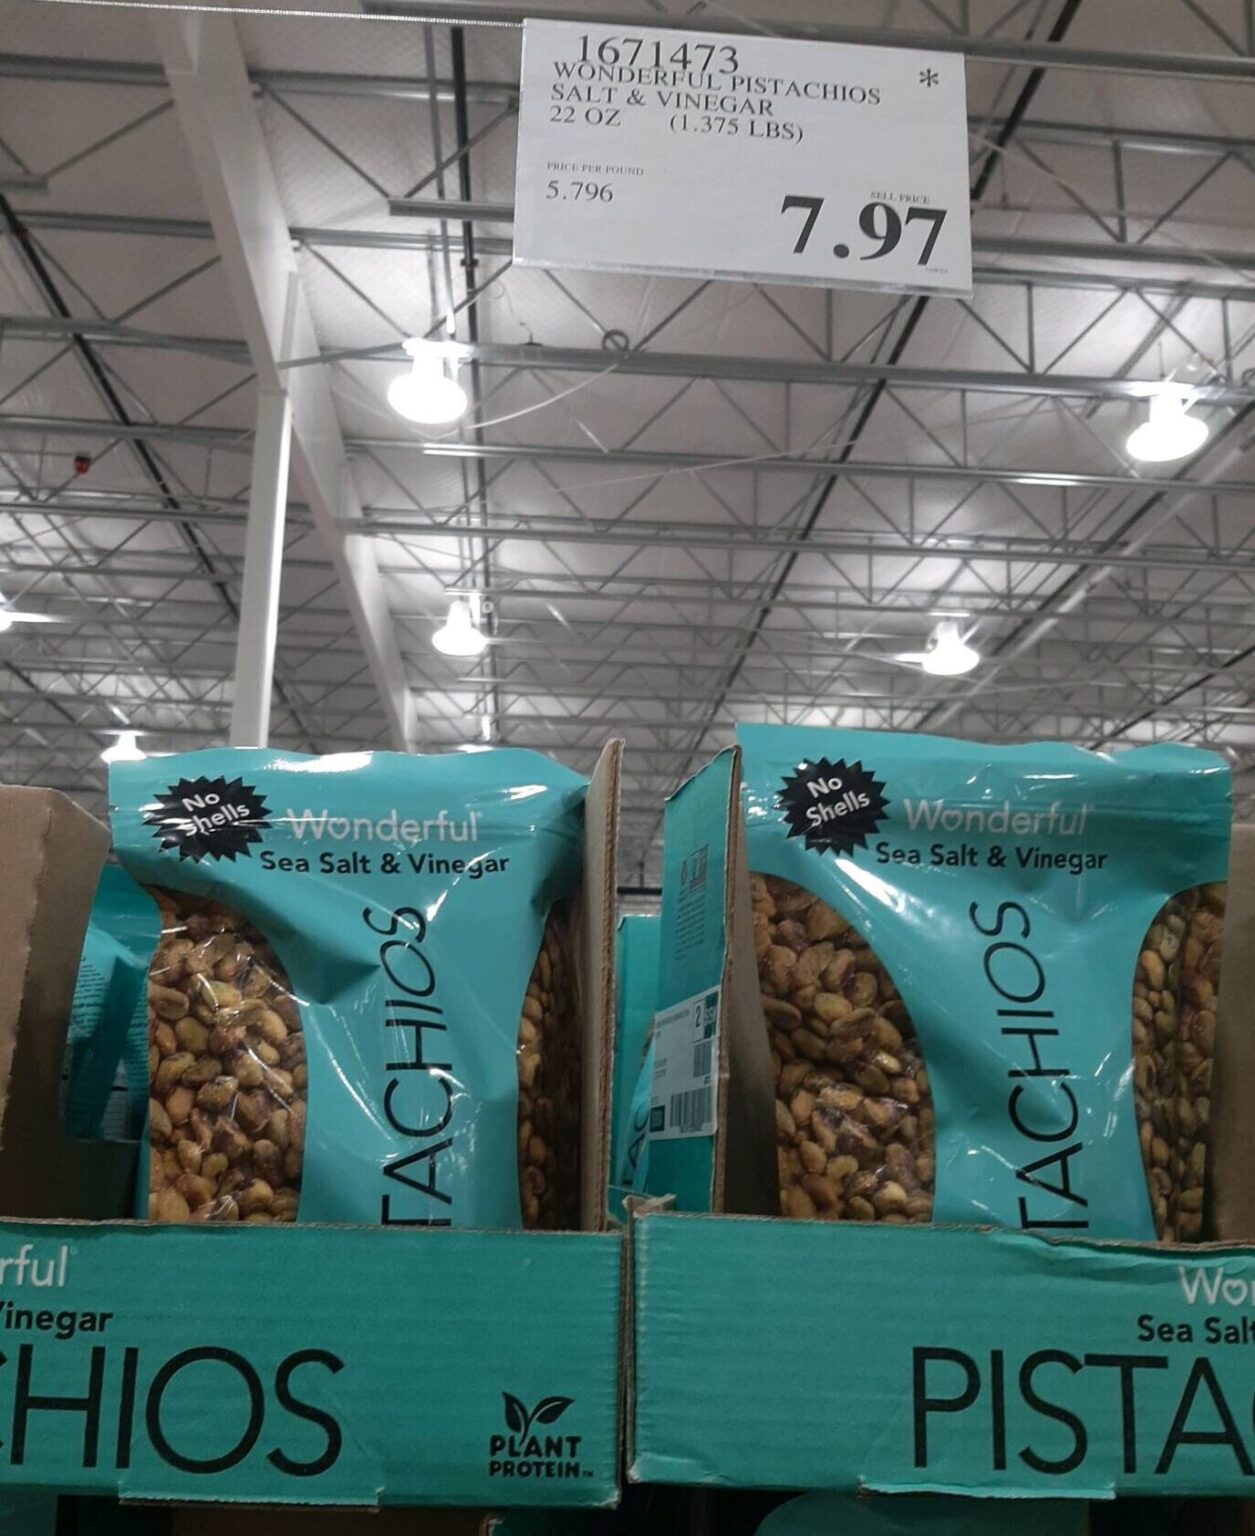 1671473
WONDERFUL PISTACHIOS *
SALT & VINEGAR
22 OZ (1.375 LBS)
PRICE PER POUND
5.796
SELL PRICE
7.97
No
Shells
Wonderful
Sea Salt & Vinegar
TACHIOS
No
Shells
Wonderful
Sea Salt & Vinegar
TACHIOS
2
rful
Vinegar
CHIOS
PLANT
PROTEIN™
Wo
Sea Salt
PISTA